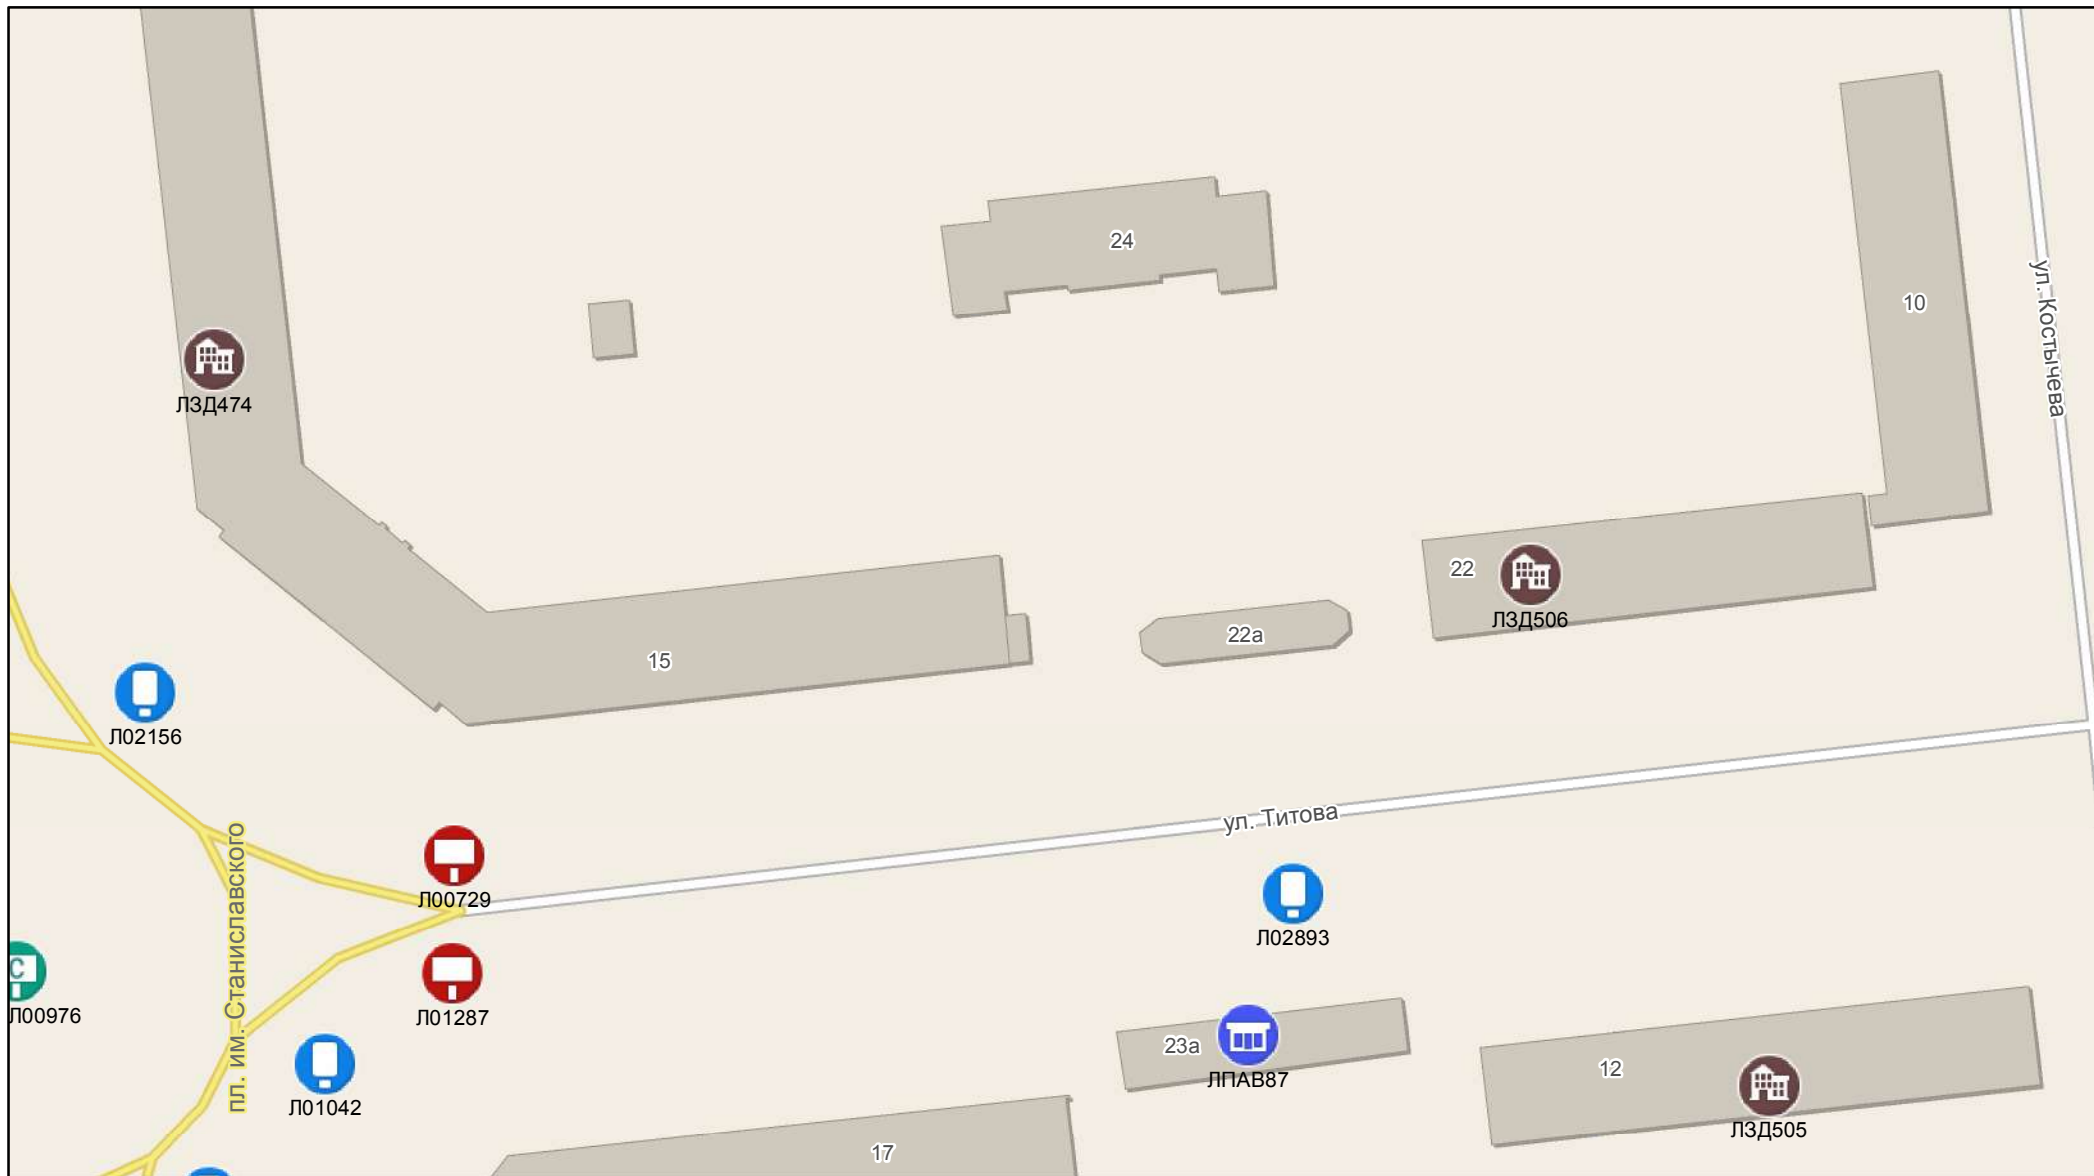 24
10
ул. Костычева
ЛЗД474
22
ЛЗД506
22а
15
Л02156
ул. Титова
пл. им. Станиславского
Л00729
Л02893
С
Л00976
Л01287
23а
ЛПАВ87
12
Л01042
ЛЗД505
17